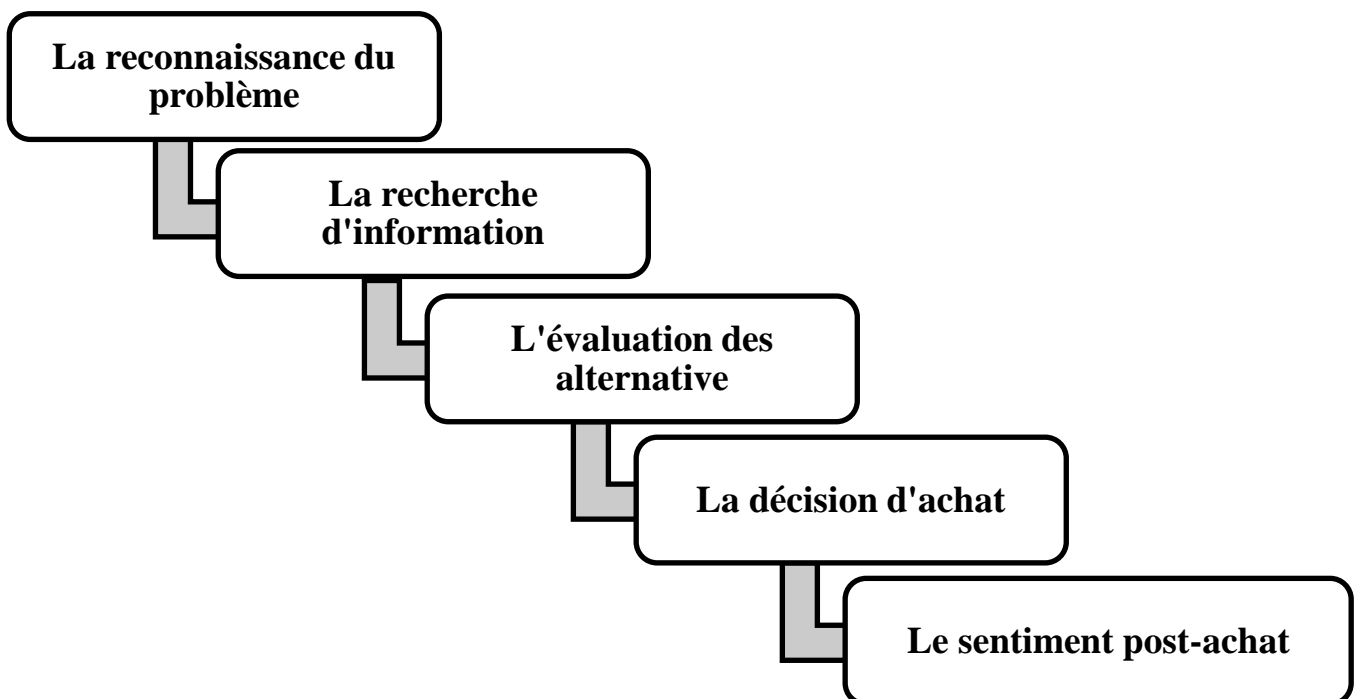 La reconnaissance du
problème
La recherche
d'information
L'évaluation des
alternative
La décision d'achat
Le sentiment post-achat